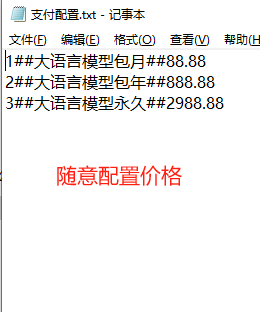 支付配置.txt - 记事本
文件(F) 编辑(E) 格式(O) 查看(V) 帮助(H)
1##大语言模型包月##88.88
2##大语言模型包年##888.88
3##大语言模型永久##2988.88
随意配置价格